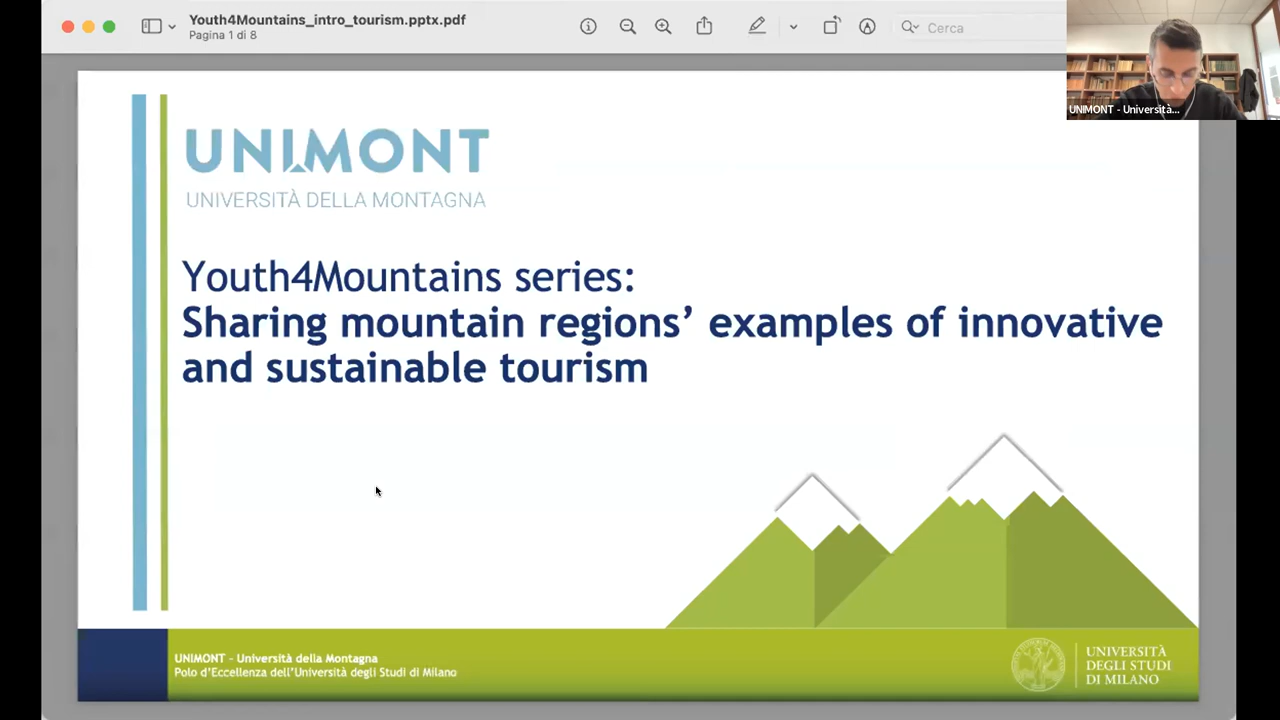 Youth4Mountains_intro_tourism.pptx.pdf
Pagina 1 di 8
Cerca
UNIMONT - Università...
UNIMONT
UNIVERSITÀ DELLA MONTAGNA
Youth4Mountains series:
Sharing mountain regions’ examples of innovative
and sustainable tourism
UNIMONT - Università della Montagna
Polo d’Eccellenza dell’Università degli Studi di Milano
UNIVERSITÀ
DEGLI STUDI
DI MILANO